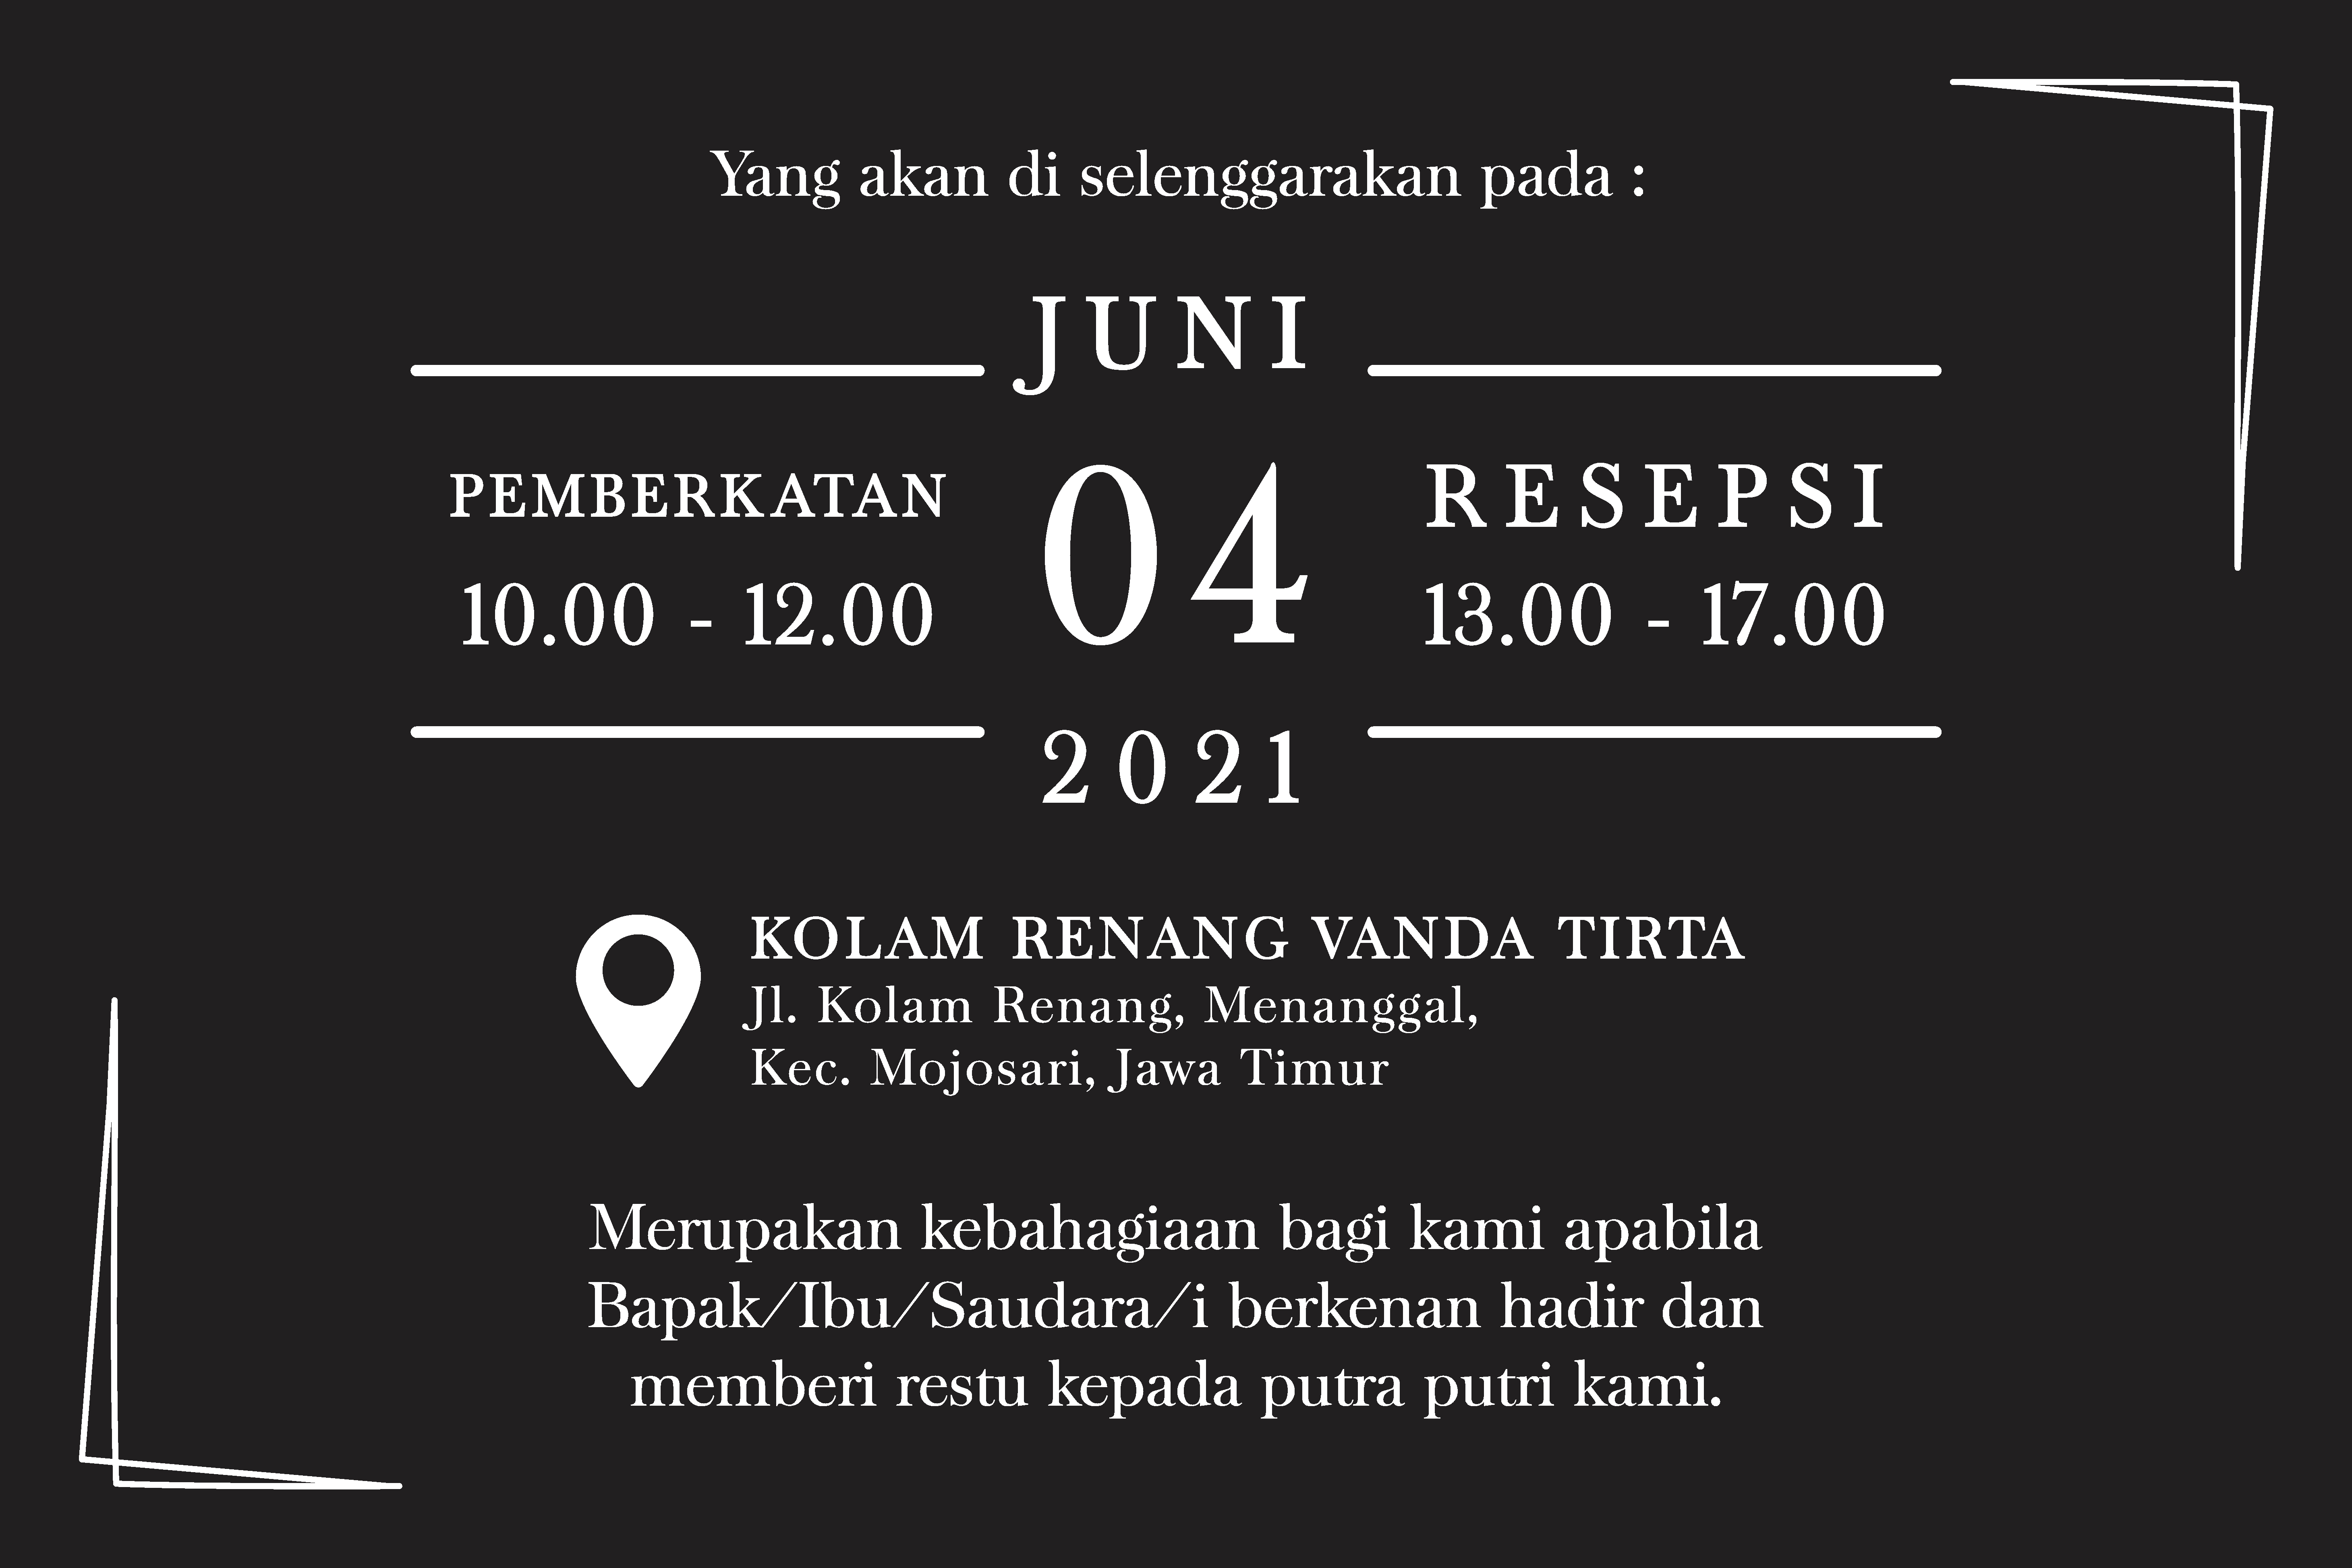 Yang akan di selenggarakan pada :
JUNI
PEMBERKATAN
10.00 - 12.00
04
RESEPSI
13.00 - 17.00
2021
KOLAM RENANG VANDA TIRTA
Jl. Kolam Renang, Menanggal,
Kec. Mojosari, Jawa Timur
Merupakan kebahagiaan bagi kami apabila
Bapak/Ibu/Saudara/i berkenan hadir dan
memberi restu kepada putra putri kami.